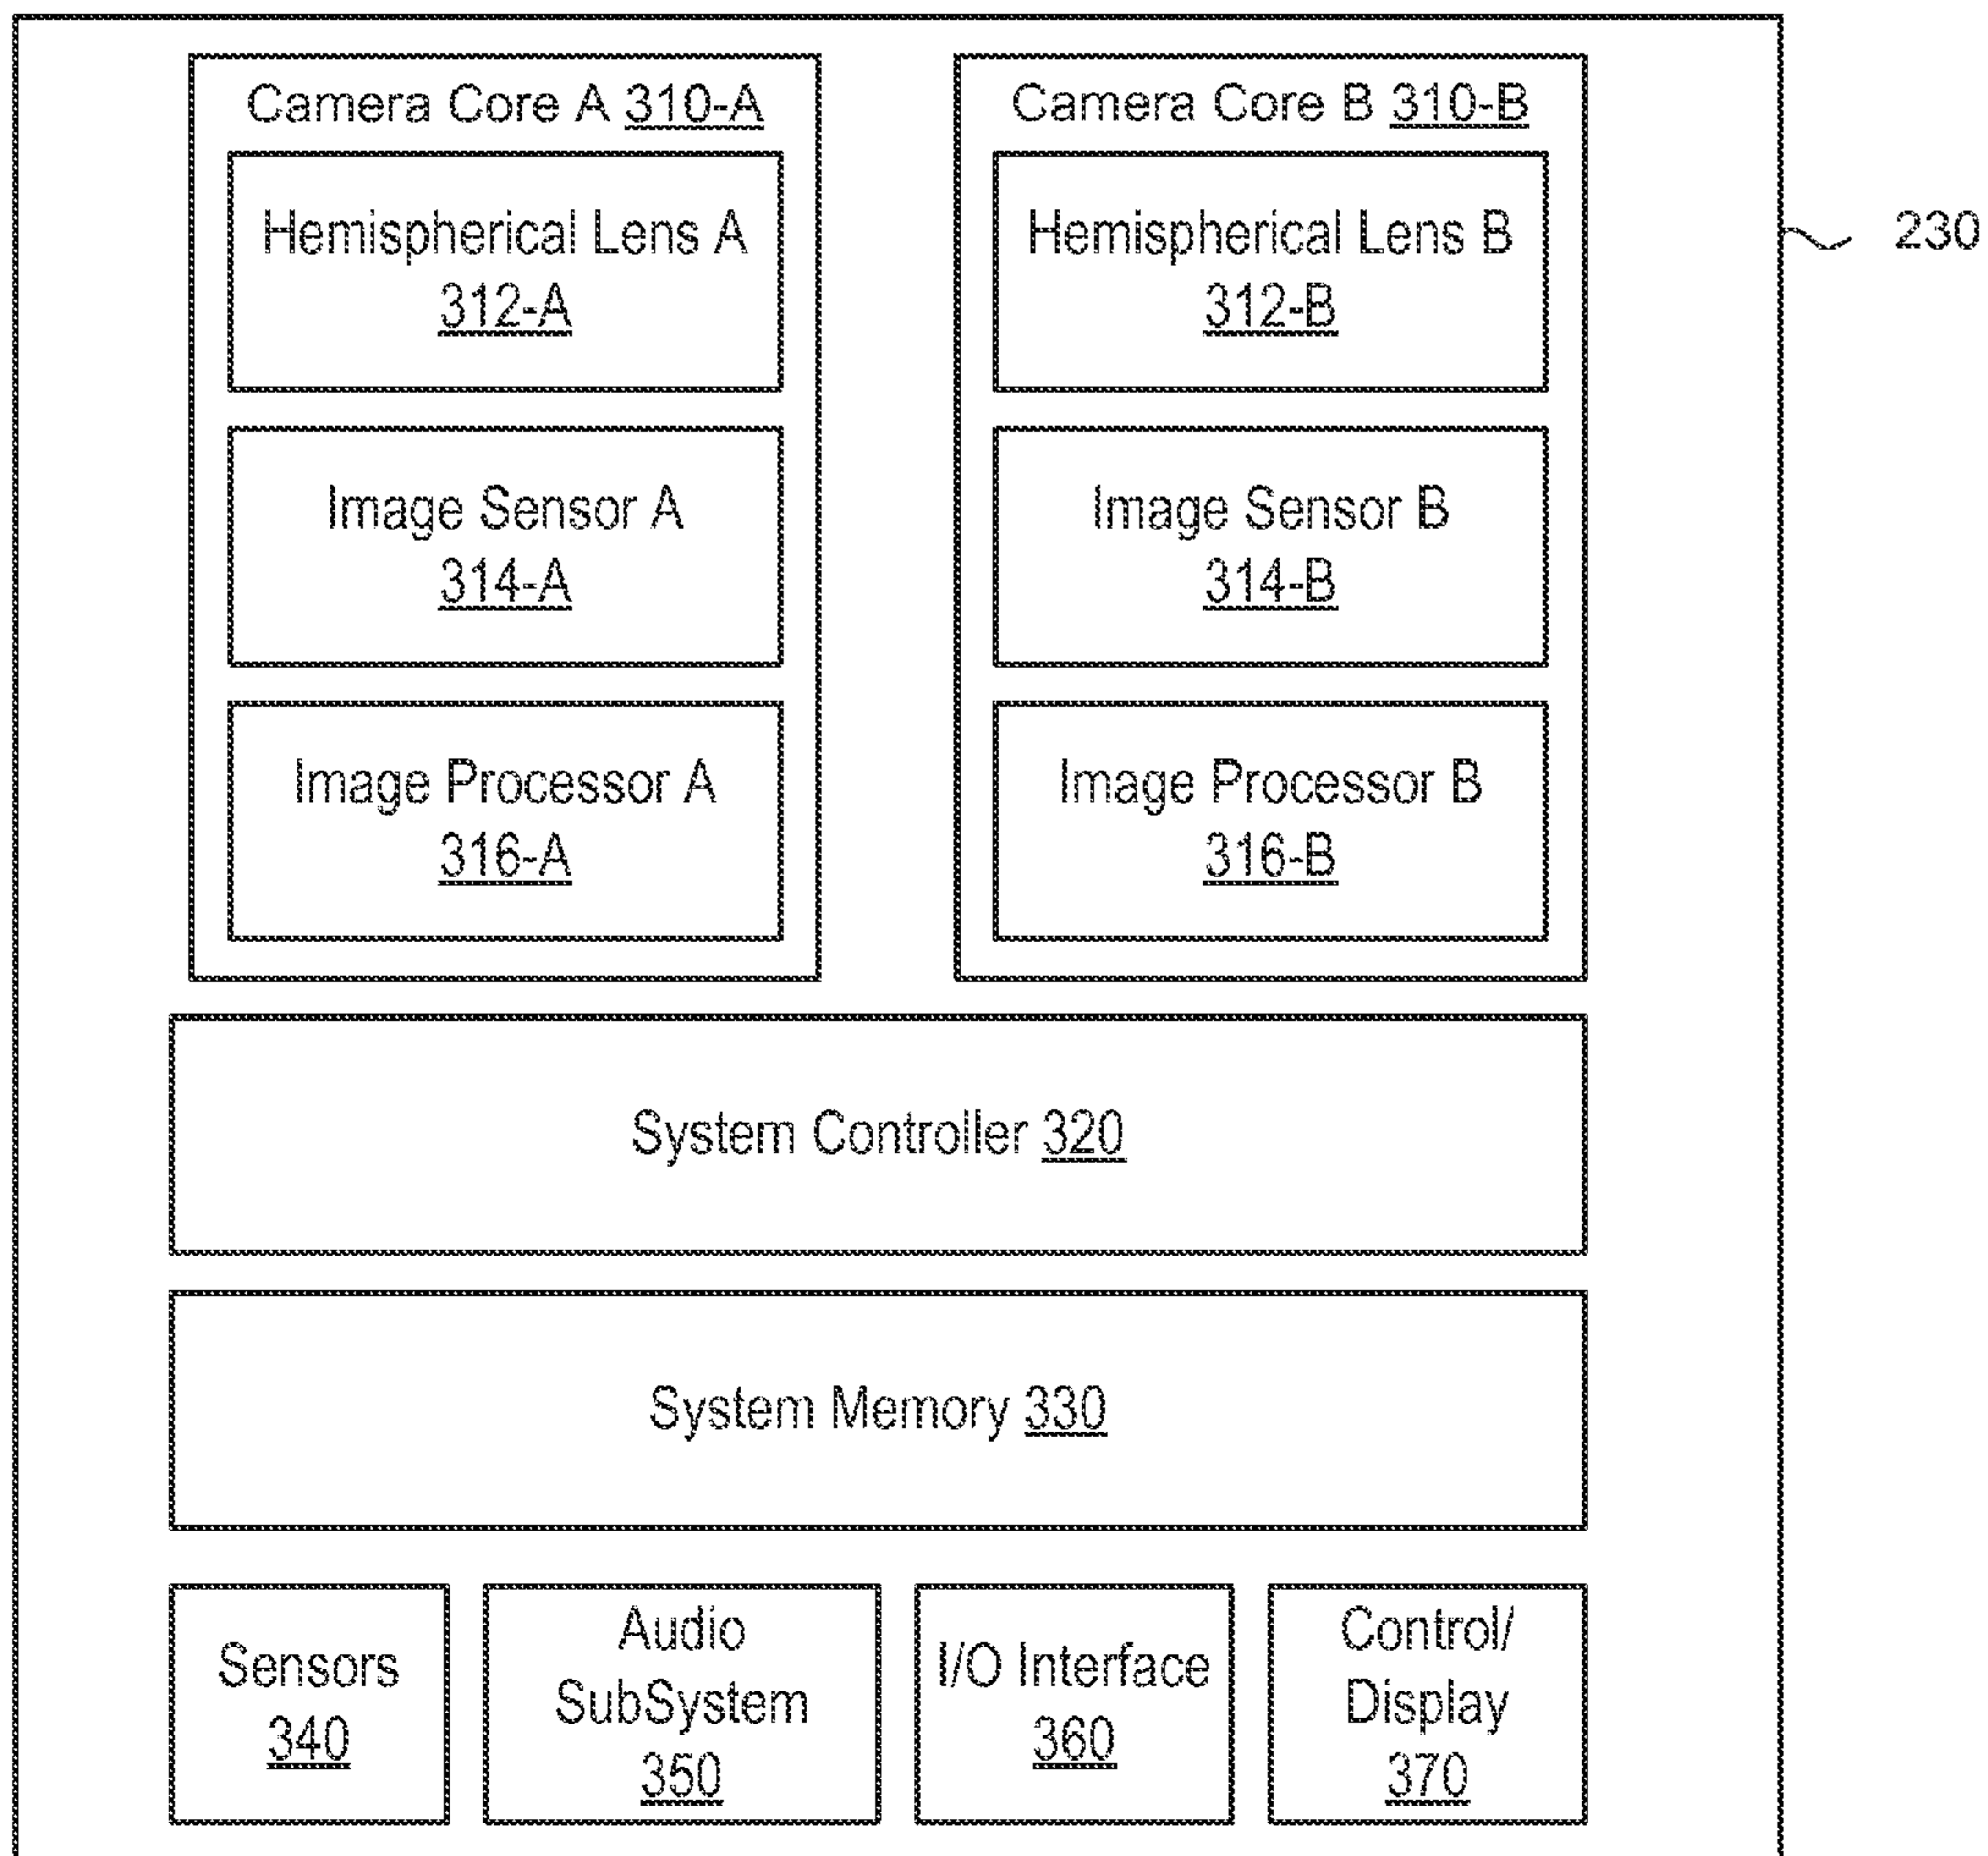 Camera Core A 310-A
Hemispherical Lens A
312-A
Image Sensor A
314-A
Image Processor A
316-A
Camera Core B 310-B
Hemispherical Lens B
312-B
Image Sensor B
314-B
Image Processor B
316-B
230
System Controller 320
System Memory 330
Sensors
340
Audio
SubSystem
350
I/O Interface
360
Control/
Display
370